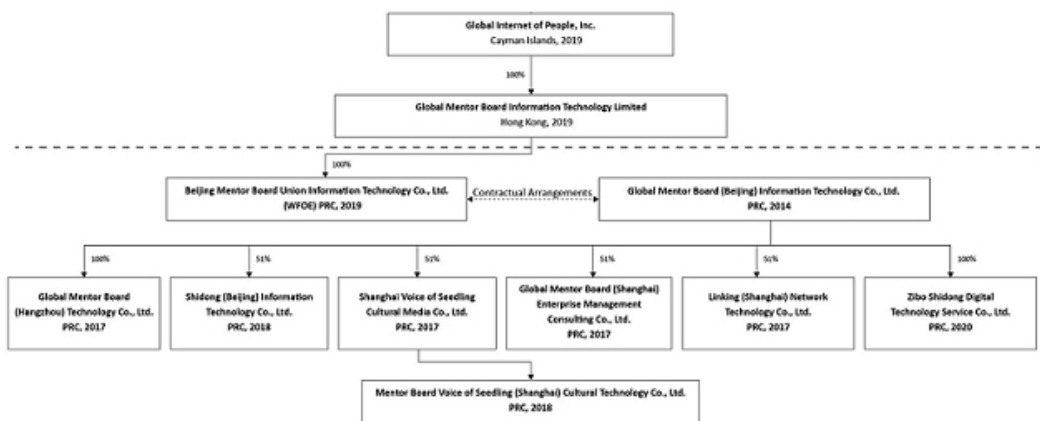 Global Internet of People, Inc.
Cayman Islands, 2019
100%
Global Mentor Board Information Technology Limited
Hong Kong, 2019
100%
Beijing Mentor Board Union Information Technology Co., Ltd.
(WFOE) PRC, 2019
Contractual Arrangements
Global Mentor Board (Beijing) Information Technology Co., Ltd.
PRC, 2014
100%
51%
51%
51%
51%
100%
Global Mentor Board
(Hangzhou) Technology Co., Ltd.
PRC, 2017
Shidong (Beijing) Information
Technology Co., Ltd.
PRC, 2018
Shanghai Voice of Seedling
Cultural Media Co., Ltd.
PRC, 2017
Global Mentor Board (Shanghai)
Enterprise Management
Consulting Co., Ltd.
PRC, 2017
Linking (Shanghai) Network
Technology Co., Ltd.
PRC, 2017
Zibo Shidong Digital
Technology Service Co., Ltd.
PRC, 2020
Mentor Board Voice of Seedling (Shanghai) Cultural Technology Co., Ltd.
PRC, 2018